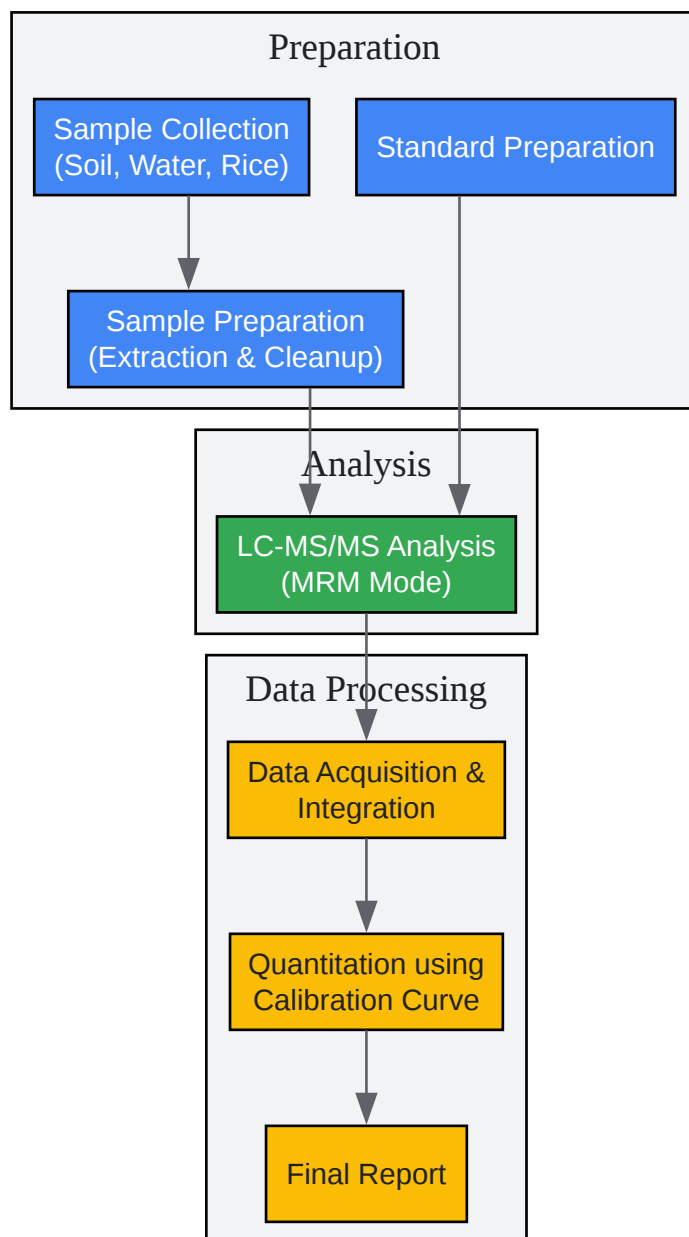 Preparation
Sample Collection
(Soil, Water, Rice)
Standard Preparation
Sample Preparation
(Extraction & Cleanup)
Analysis
LC-MS/MS Analysis
(MRM Mode)
Data Processing
Data Acquisition &
Integration
Quantitation using
Calibration Curve
Final Report